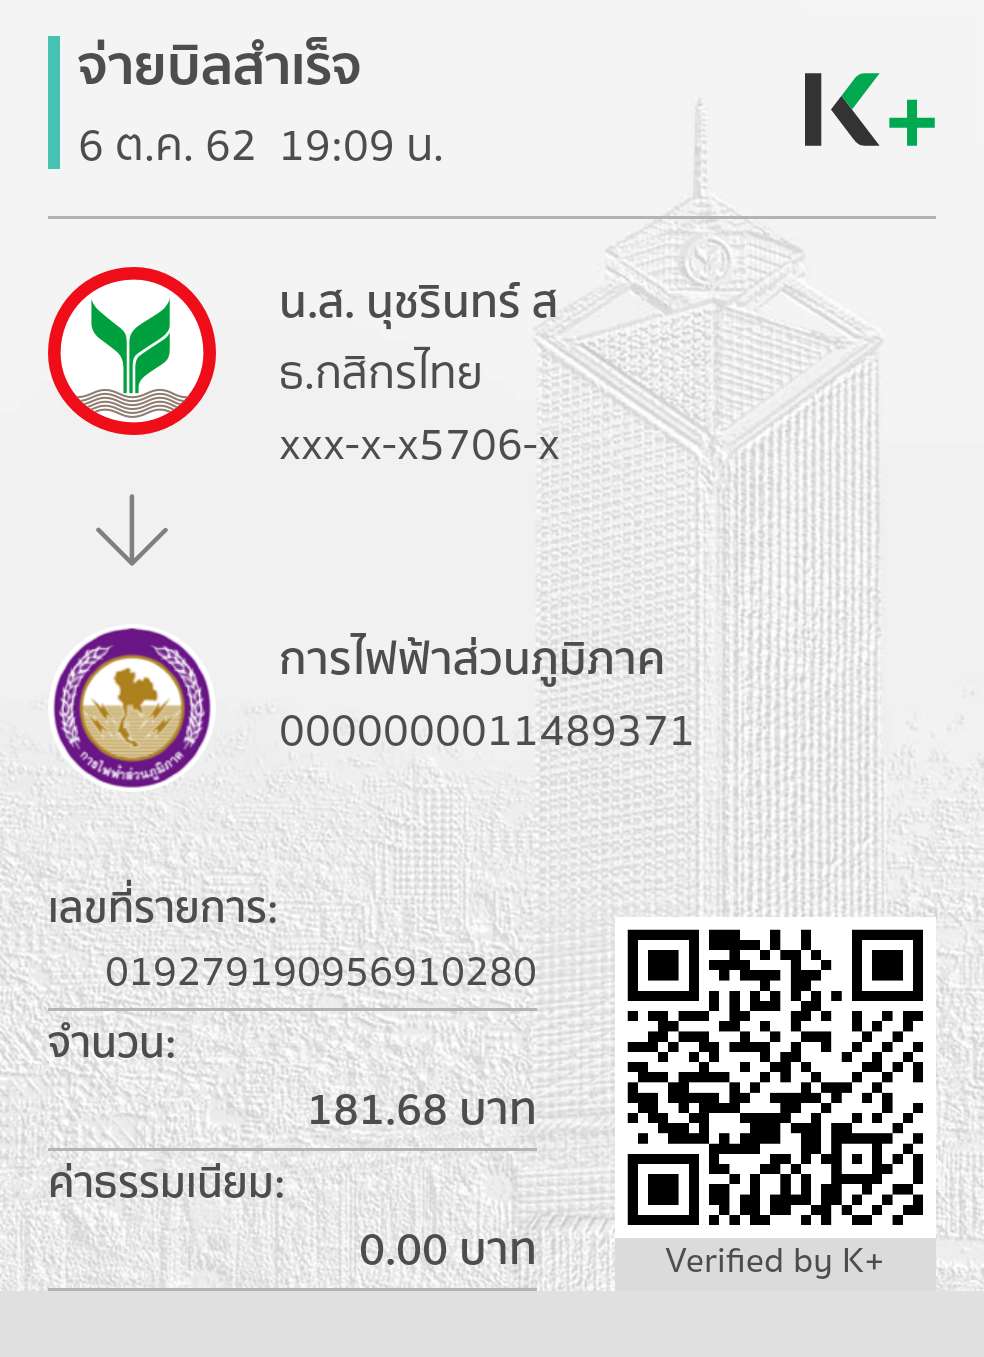 จ่ายบิลสำเร็จ
6 ต.ค. 62 19:09 น.
K+
น.ส. นุชรินทร์ ส
ธ.กสิกรไทย
xxx-x-x5706-x
การไฟฟ้าส่วนภูมิภาค
0000000011489371
การไฟฟ้าส่วนภูมิภาค
เลขที่รายการ:
019279190956910280
จำนวน:
181.68 บาท
ค่าธรรมเนียม:
0.00 บาท
Verified by K+